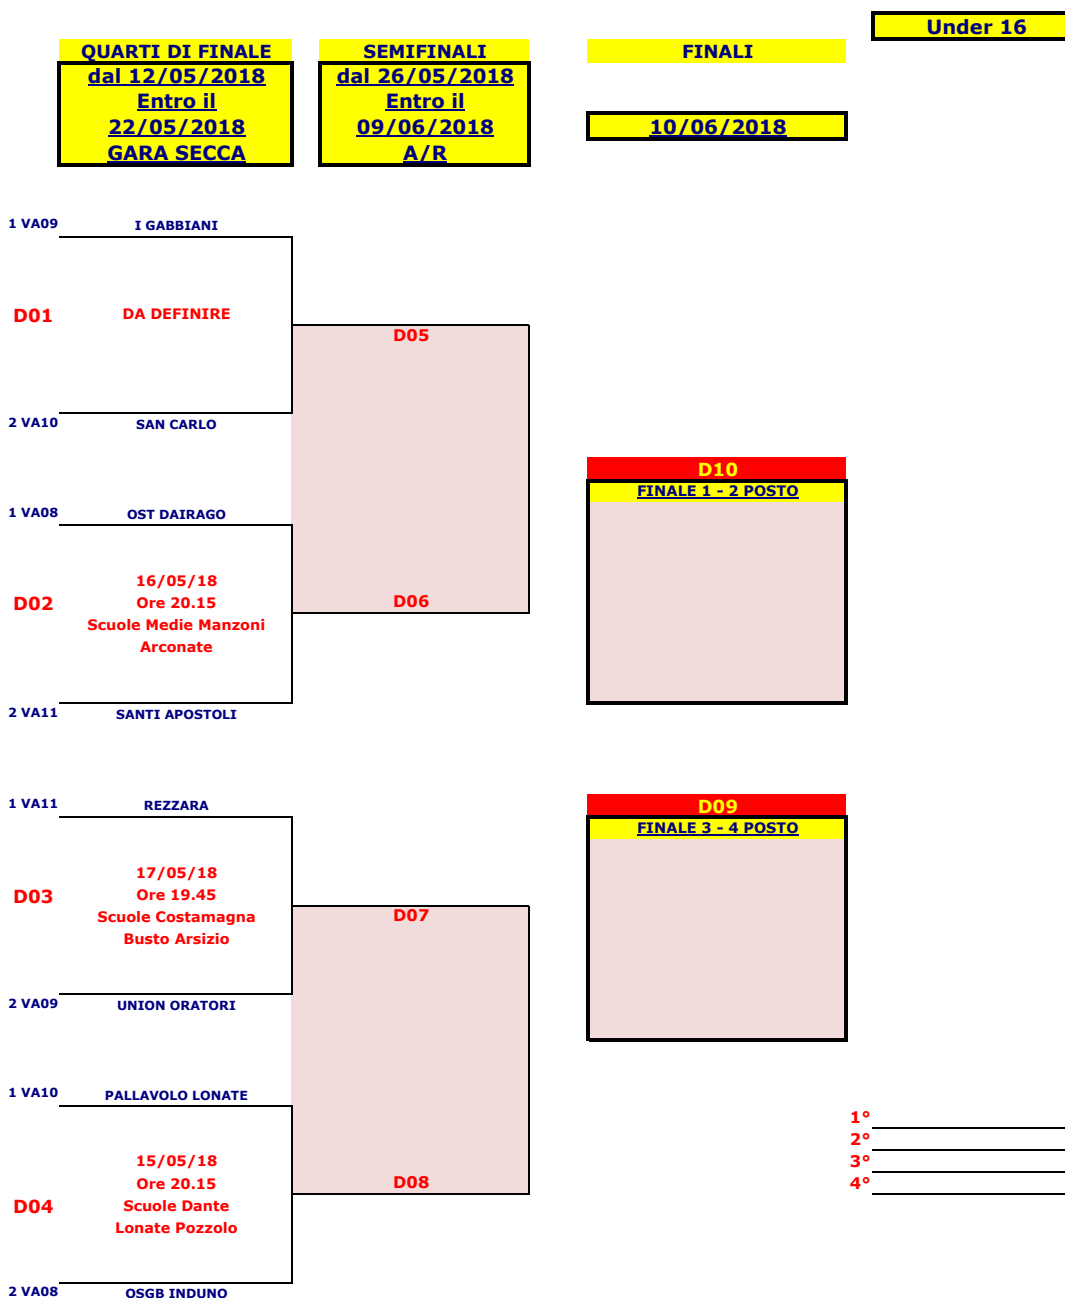 Under 16
QUARTI DI FINALE
SEMIFINALI
FINALI
dal 12/05/2018
Entro il
22/05/2018
GARA SECCA
dal 26/05/2018
Entro il
09/06/2018
A/R
10/06/2018
1 VA09 I GABBIANI
D01 DA DEFINIRE
D05
2 VA10 SAN CARLO
D10
FINALE 1 - 2 POSTO
1 VA08 OST DAIRAGO
16/05/18
D02 Ore 20.15
Scuole Medie Manzoni
Arconate
D06
2 VA11 SANTI APOSTOLI
1 VA11 REZZARA
D09
FINALE 3 - 4 POSTO
17/05/18
D03 Ore 19.45
Scuole Costamagna
Busto Arsizio
D07
2 VA09 UNION ORATORI
1 VA10 PALLAVOLO LONATE
1°
2°
3°
4°
15/05/18
Ore 20.15
D04 Scuole Dante
Lonate Pozzolo
D08
2 VA08 OSGB INDUNO